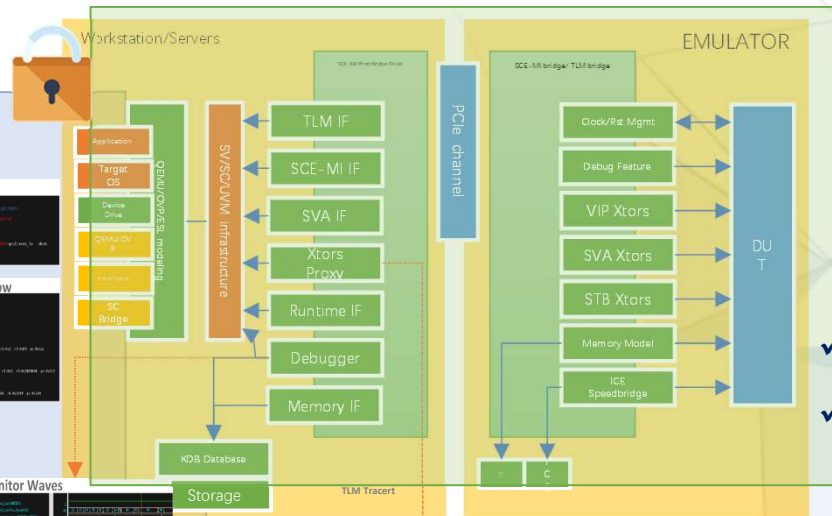 Workstation/Servers
EMULATOR
SCE-MI Proxy Bridge Driver
SCE-MI bridge/ TLM bridge
PCIe channel
TLM IF
SCE-MI IF
SVA IF
Xtors
Proxy
Runtime IF
Debugger
Memory IF
SV/SC/UVM infrastructure
QEMU/OVP/ESL modeling
Application
Target
OS
Device
Drive
QEMU/OV
P
SC
Bridge
Clock/Rst Mgmt
Debug Feature
VIP Xtors
SVA Xtors
STB Xtors
Memory Model
ICE
Speedbridge
DU
T
KDB Database
Storage
TLM Tracert
ow
nitor Waves